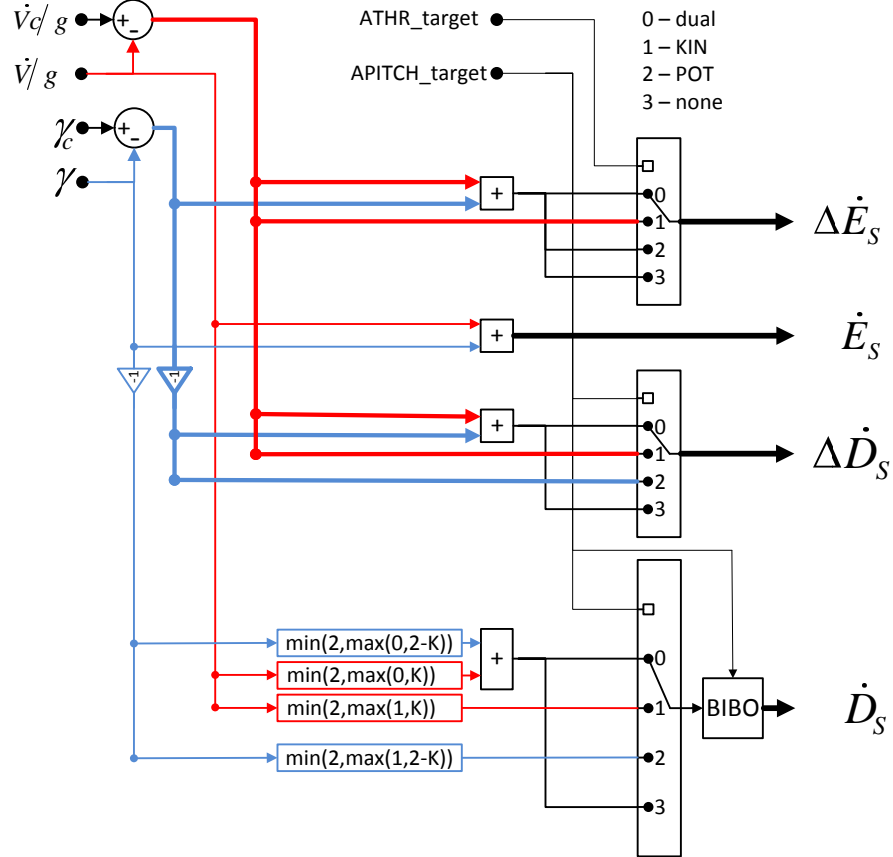 V̇c/g
ATHR_target
0 – dual
+
-
1 – KIN
V̇/g
APITCH_target
2 – POT
3 – none
γc
+
-
γ
+
0
1
2
3
ΔĖS
+
ĖS
-1
-1
+
0
1
2
3
ΔḊS
min(2,max(0,2-K))
+
0
min(2,max(0,K))
min(2,max(1,K))
1
BIBO
ḊS
min(2,max(1,2-K))
2
3